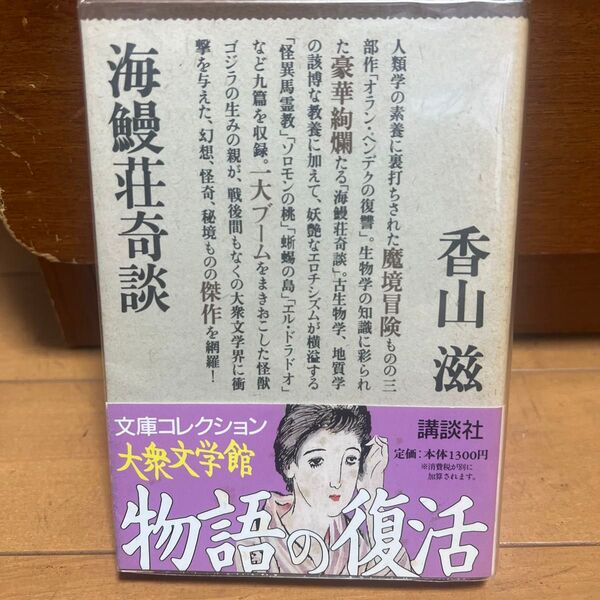 香山 滋
人類学の素養に裏打ちされた魔境冒険ものの三
部作「オラン・ペンデクの復讐」。生物学の知識に彩られ
た豪華絢爛たる「海鰻荘奇談」。古生物学、地質学
の該博な教養に加えて、妖艶なエロチシズムが横溢する
「怪異馬霊教」「ソロモンの桃」「蜥蜴の島」「エル・ドラドオ」
など九篇を収録。一大ブームをまきおこした怪獣
ゴジラの生みの親が、戦後間もなくの大衆文学界に衝
撃を与えた、幻想、怪奇、秘境ものの傑作を網羅!
海鰻荘奇談
文庫コレクション
大衆文学館
講談社
定価:本体1300円
※消費税が別に
加算されます。
物語の復活